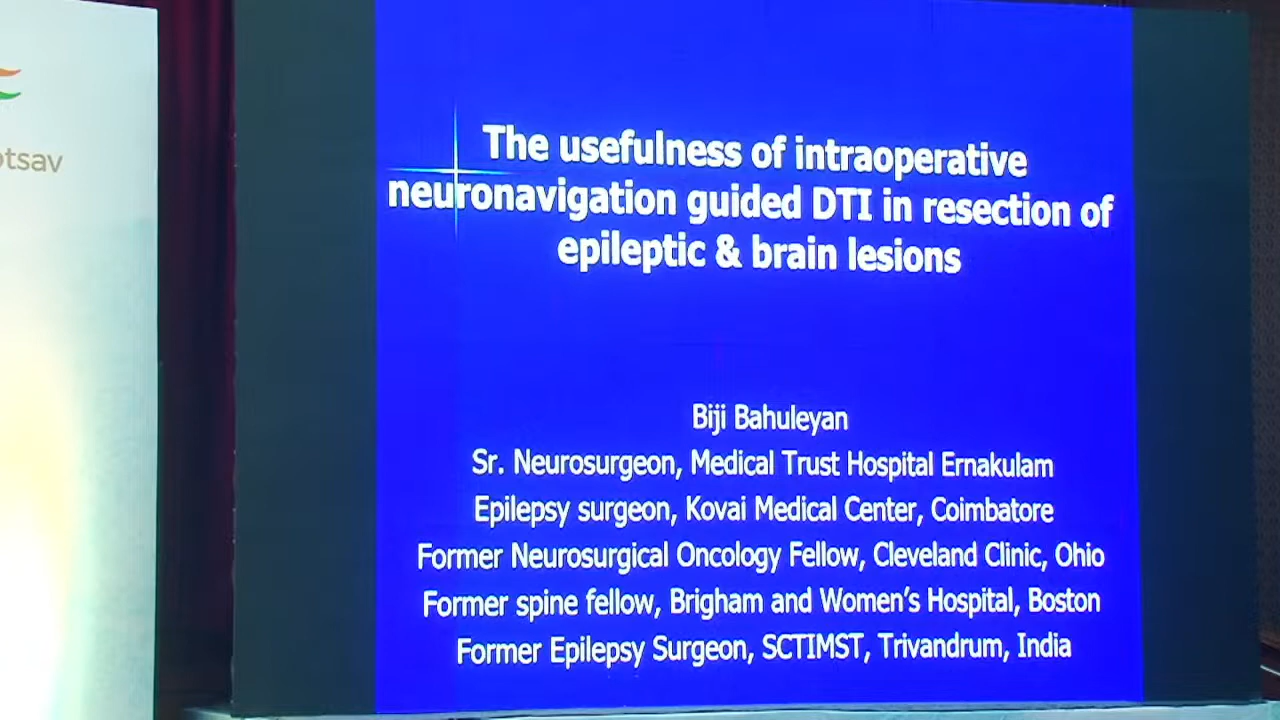 The usefulness of intraoperative
neuronavigation guided DTI in resection of
epileptic & brain lesions
Biji Bahuleyan
Sr. Neurosurgeon, Medical Trust Hospital Ernakulam
Epilepsy surgeon, Kovai Medical Center, Coimbatore
Former Neurosurgical Oncology Fellow, Cleveland Clinic, Ohio
Former spine fellow, Brigham and Women’s Hospital, Boston
Former Epilepsy Surgeon, SCTIMST, Trivandrum, India